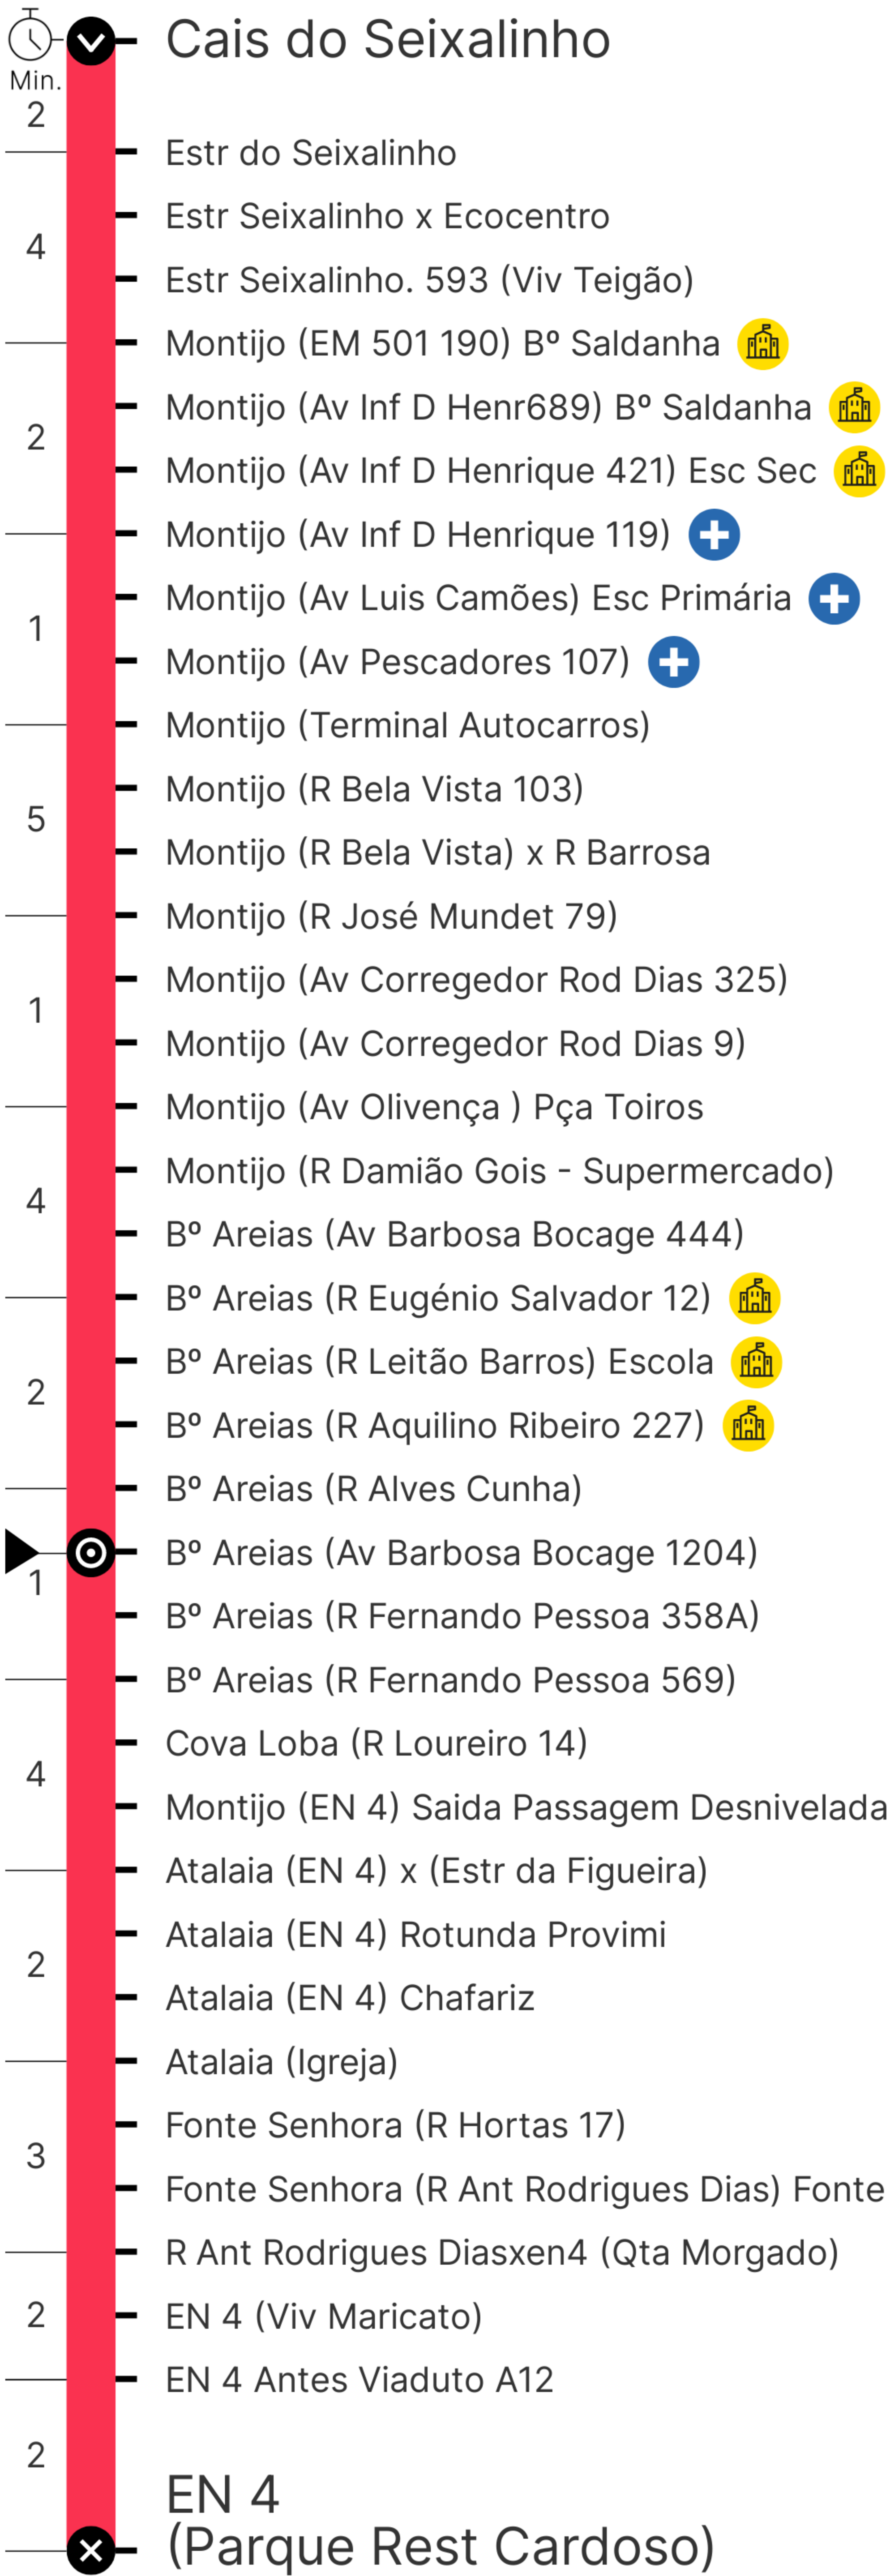 Cais do Seixalinho
Min.
2
Estr do Seixalinho
Estr Seixalinho x Ecocentro
4
Estr Seixalinho. 593 (Viv Teigão)
Montijo (EM 501 190) Bº Saldanha
Montijo (Av Inf D Henr689) Bº Saldanha
2
Montijo (Av Inf D Henrique 421) Esc Sec
Montijo (Av Inf D Henrique 119)
Montijo (Av Luis Camões) Esc Primária
1
Montijo (Av Pescadores 107)
Montijo (Terminal Autocarros)
Montijo (R Bela Vista 103)
5
Montijo (R Bela Vista) x R Barrosa
Montijo (R José Mundet 79)
Montijo (Av Corregedor Rod Dias 325)
1
Montijo (Av Corregedor Rod Dias 9)
Montijo (Av Olivença ) Pça Toiros
Montijo (R Damião Gois - Supermercado)
4
Bº Areias (Av Barbosa Bocage 444)
Bº Areias (R Eugénio Salvador 12)
Bº Areias (R Leitão Barros) Escola
2
Bº Areias (R Aquilino Ribeiro 227)
Bº Areias (R Alves Cunha)
Bº Areias (Av Barbosa Bocage 1204)
1
Bº Areias (R Fernando Pessoa 358A)
Bº Areias (R Fernando Pessoa 569)
Cova Loba (R Loureiro 14)
4
Montijo (EN 4) Saida Passagem Desnivelada
Atalaia (EN 4) x (Estr da Figueira)
Atalaia (EN 4) Rotunda Provimi
2
Atalaia (EN 4) Chafariz
Atalaia (Igreja)
Fonte Senhora (R Hortas 17)
3
Fonte Senhora (R Ant Rodrigues Dias) Fonte
R Ant Rodrigues Diasxen4 (Qta Morgado)
2
EN 4 (Viv Maricato)
EN 4 Antes Viaduto A12
2
EN 4
(Parque Rest Cardoso)